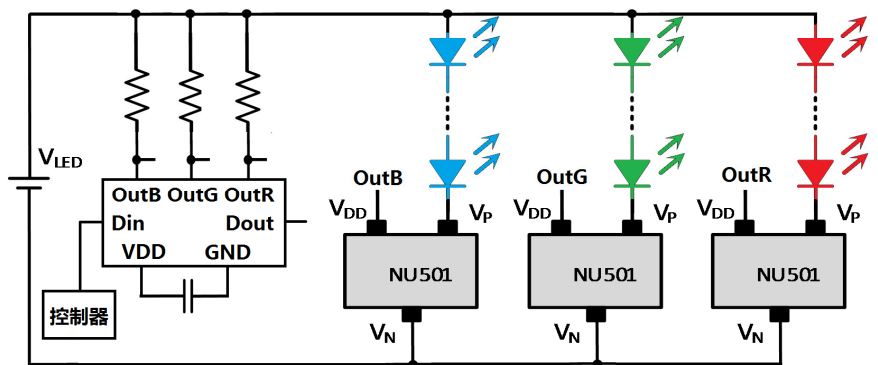 VLED
OutB OutG OutR
Din Dout
VDD GND
控制器
OutB
VDD VP
NU501
VN
OutG
VDD VP
NU501
VN
OutR
VDD VP
NU501
VN